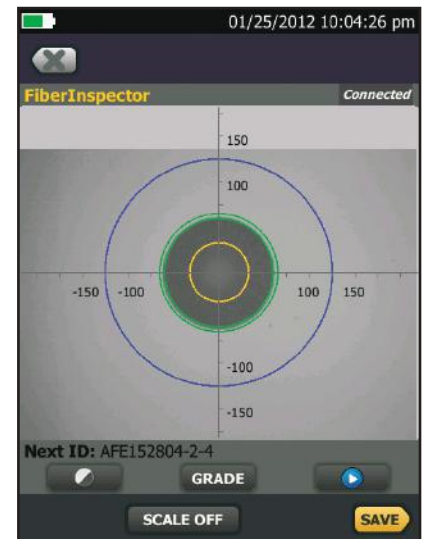 01/25/2012 10:04:26 pm
FiberInspector Connected
150
100
-150 -100 100 150
-100
-150
Next ID: AFE152804-2-4
GRADE
SCALE OFF SAVE